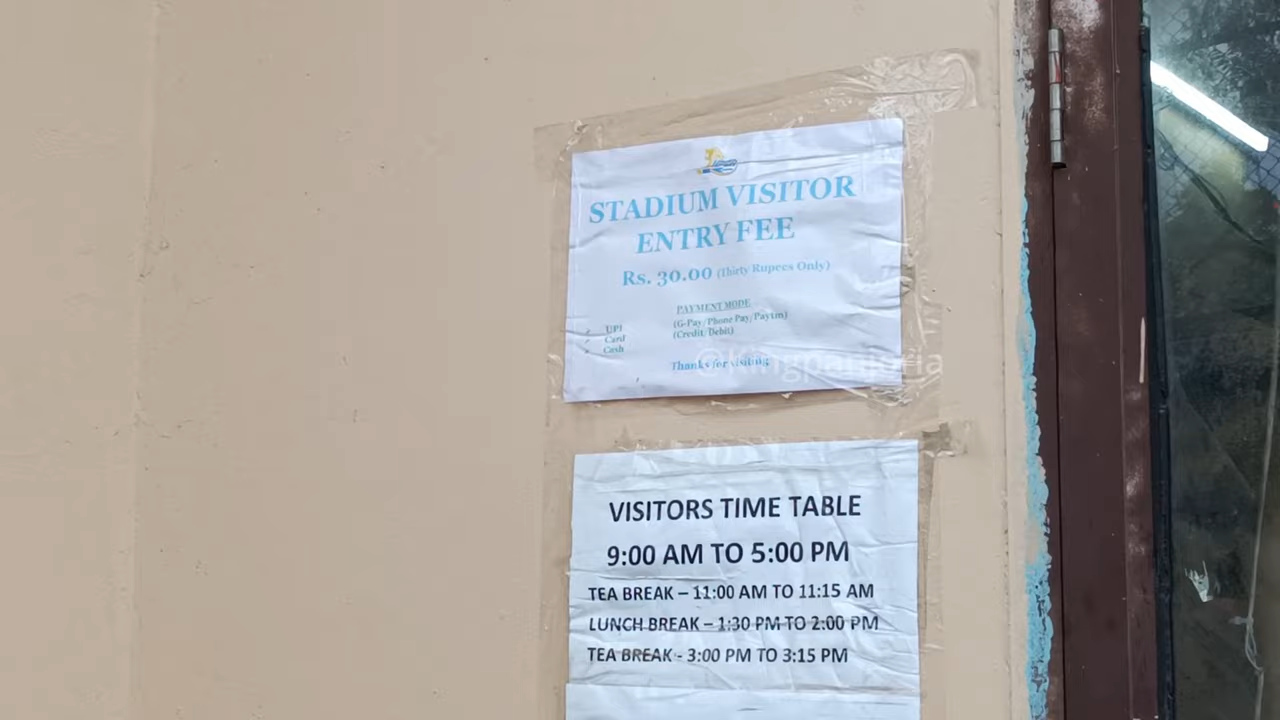 STADIUM VISITOR
ENTRY FEE
Rs. 30.00 (Thirty Rupees Only)
PAYMENT MODE
UPI (G-Pay/Phone Pay/Paytm)
Card (Credit/Debit)
Cash
Thanks for visiting
VISITORS TIME TABLE
9:00 AM TO 5:00 PM
TEA BREAK – 11:00 AM TO 11:15 AM
LUNCH BREAK – 1:30 PM TO 2:00 PM
TEA BREAK - 3:00 PM TO 3:15 PM